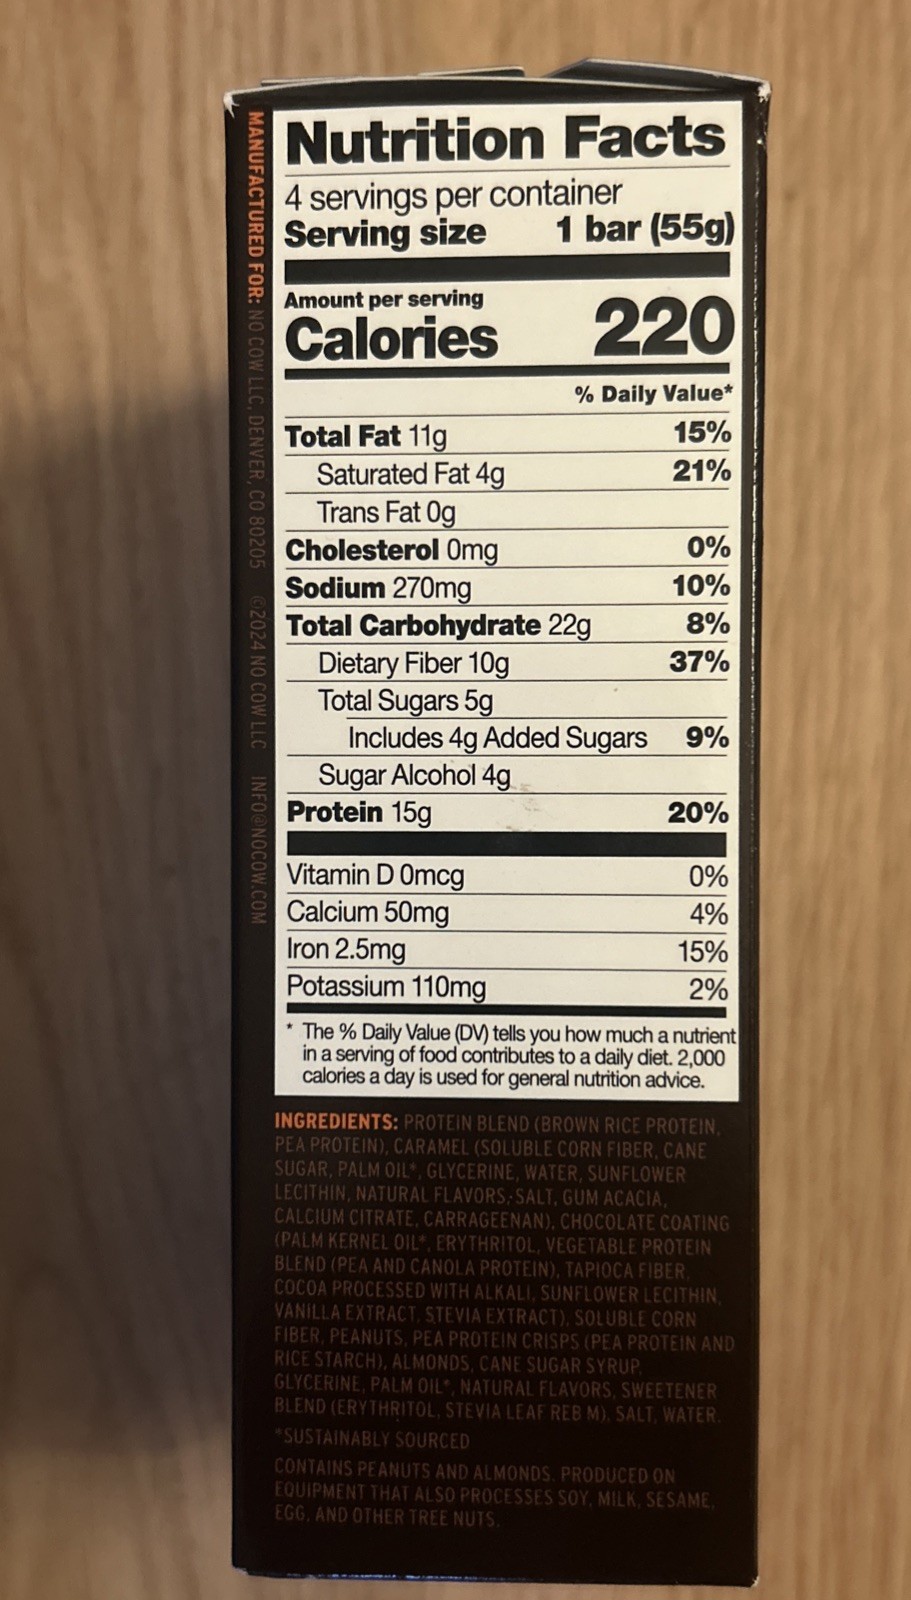 MANUFACTURED FOR: NO COW LLC, DENVER, CO 80205 ©2024 NO COW LLC INFO@NOCOW.COM
Nutrition Facts
4 servings per container
Serving size 1 bar (55g)
Amount per serving
Calories 220
% Daily Value*
Total Fat 11g 15%
Saturated Fat 4g 21%
Trans Fat 0g
Cholesterol 0mg 0%
Sodium 270mg 10%
Total Carbohydrate 22g 8%
Dietary Fiber 10g 37%
Total Sugars 5g
Includes 4g Added Sugars 9%
Sugar Alcohol 4g
Protein 15g 20%
Vitamin D 0mcg 0%
Calcium 50mg 4%
Iron 2.5mg 15%
Potassium 110mg 2%
* The % Daily Value (DV) tells you how much a nutrient
in a serving of food contributes to a daily diet. 2,000
calories a day is used for general nutrition advice.
INGREDIENTS: PROTEIN BLEND (BROWN RICE PROTEIN,
PEA PROTEIN), CARAMEL (SOLUBLE CORN FIBER, CANE
SUGAR, PALM OIL*, GLYCERINE, WATER, SUNFLOWER
LECITHIN, NATURAL FLAVORS, SALT, GUM ACACIA,
CALCIUM CITRATE, CARRAGEENAN), CHOCOLATE COATING
(PALM KERNEL OIL*, ERYTHRITOL, VEGETABLE PROTEIN
BLEND (PEA AND CANOLA PROTEIN), TAPIOCA FIBER,
COCOA PROCESSED WITH ALKALI, SUNFLOWER LECITHIN,
VANILLA EXTRACT, STEVIA EXTRACT), SOLUBLE CORN
FIBER, PEANUTS, PEA PROTEIN CRISPS (PEA PROTEIN AND
RICE STARCH), ALMONDS, CANE SUGAR SYRUP,
GLYCERINE, PALM OIL*, NATURAL FLAVORS, SWEETENER
BLEND (ERYTHRITOL, STEVIA LEAF REB M), SALT, WATER.
*SUSTAINABLY SOURCED
CONTAINS PEANUTS AND ALMONDS. PRODUCED ON
EQUIPMENT THAT ALSO PROCESSES SOY, MILK, SESAME,
EGG, AND OTHER TREE NUTS.